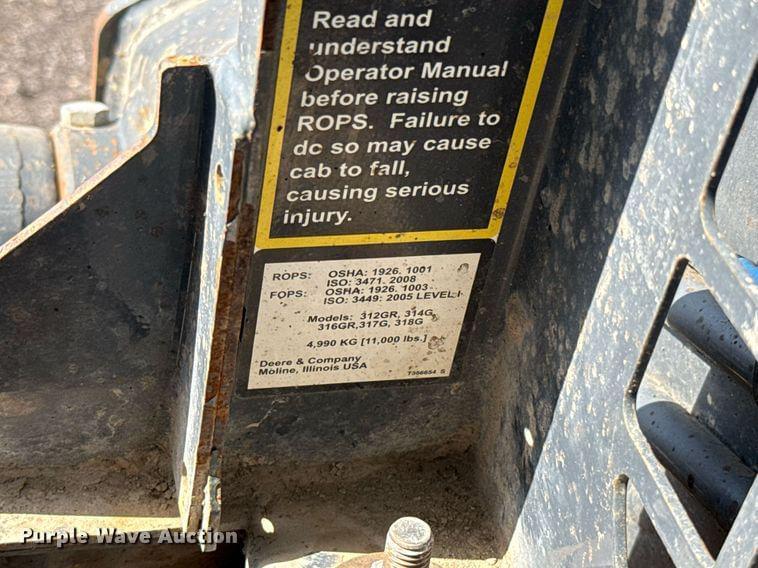 Read and
understand
Operator Manual
before raising
ROPS. Failure to
dc so may cause
cab to fall,
causing serious
injury.
ROPS: OSHA: 1926. 1001
ISO: 3471. 2008
FOPS: OSHA: 1926. 1003
ISO: 3449: 2005 LEVEL I
Models: 312GR, 314G,
316GR,317G, 318G
4,990 KG [11,000 lbs.]
Deere & Company
Moline, Illinois USA
T366654 S
Purple Wave Auction